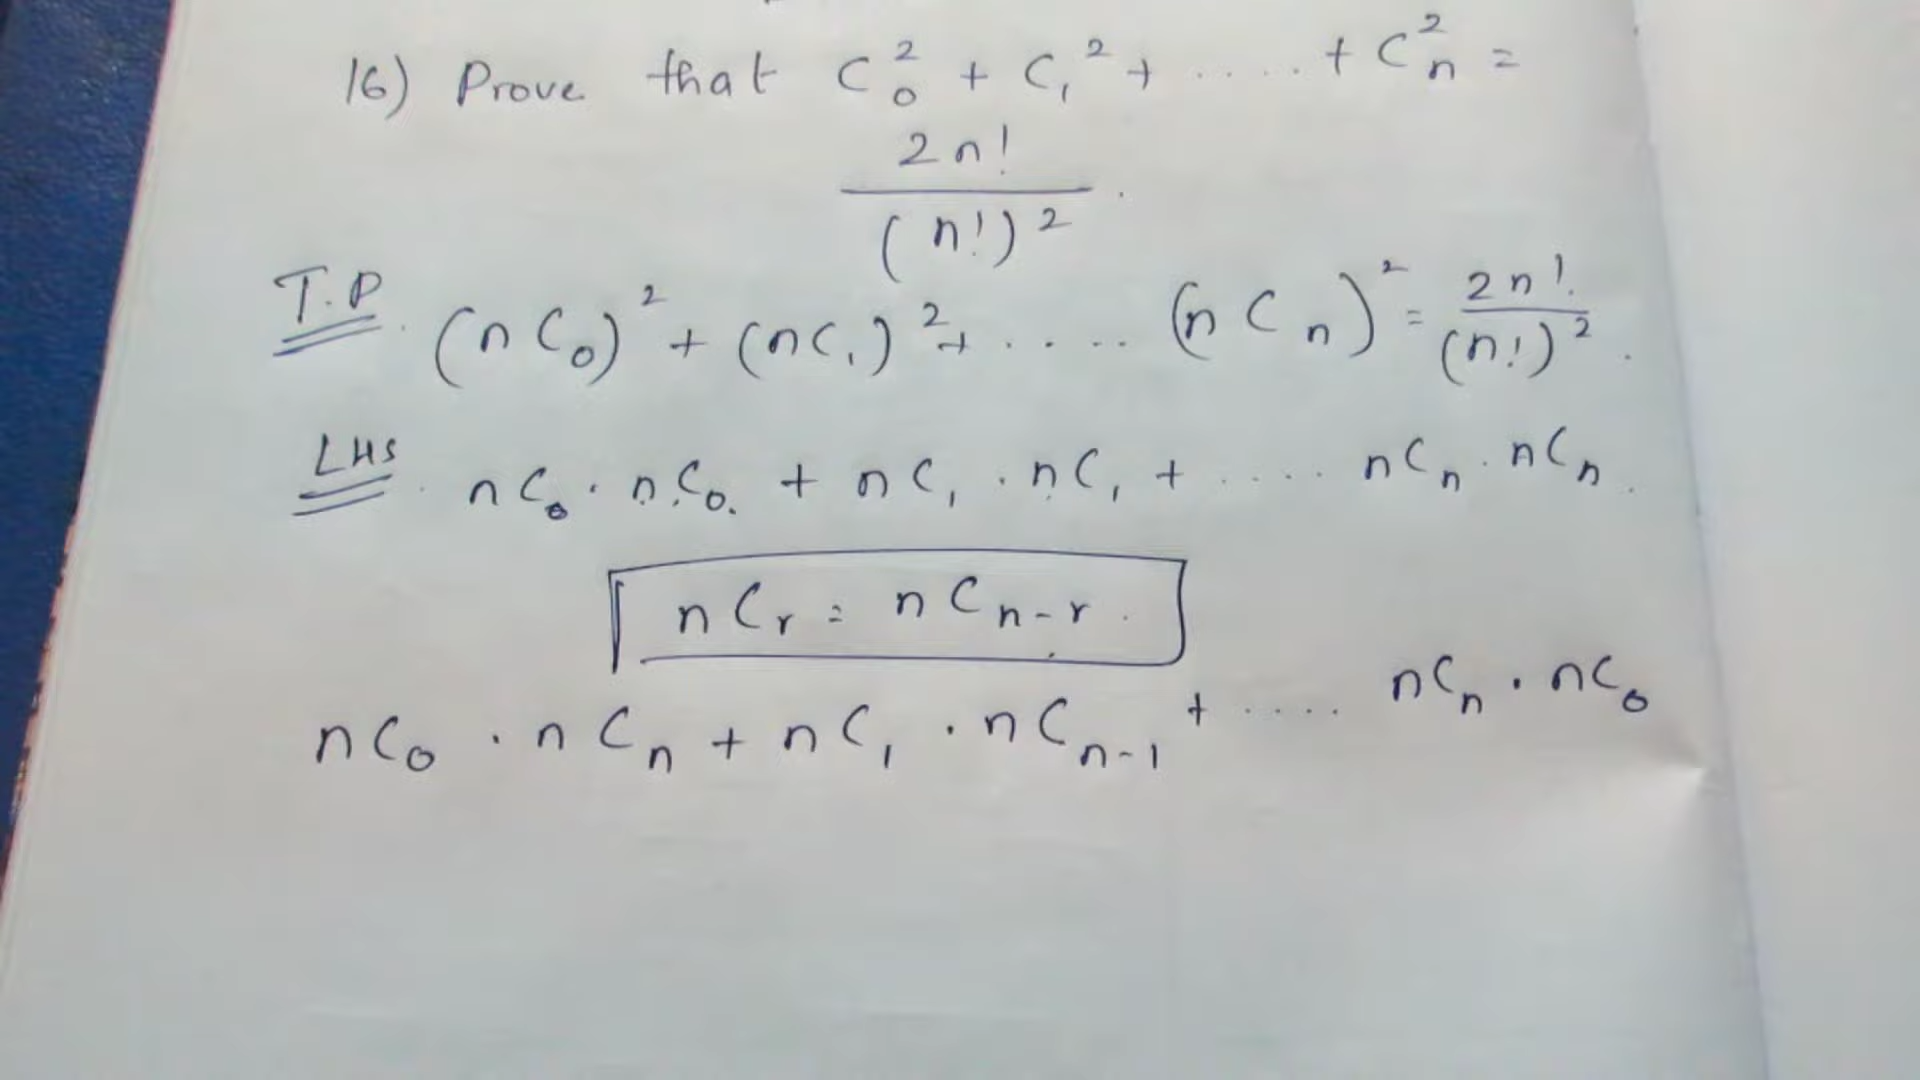 16) Prove that C₀² + C₁² + ..... + Cₙ² =
2n! / (n!)² .
T.P. (nC₀)² + (nC₁)² + ..... (nCₙ)² = 2n! / (n!)² .
LHS. nC₀ . nC₀. + nC₁ . nC₁ + ..... nCₙ . nCₙ.
nCᵣ = nCₙ₋ᵣ.
nC₀ . nCₙ + nC₁ . nCₙ₋₁ + ..... nCₙ . nC₀